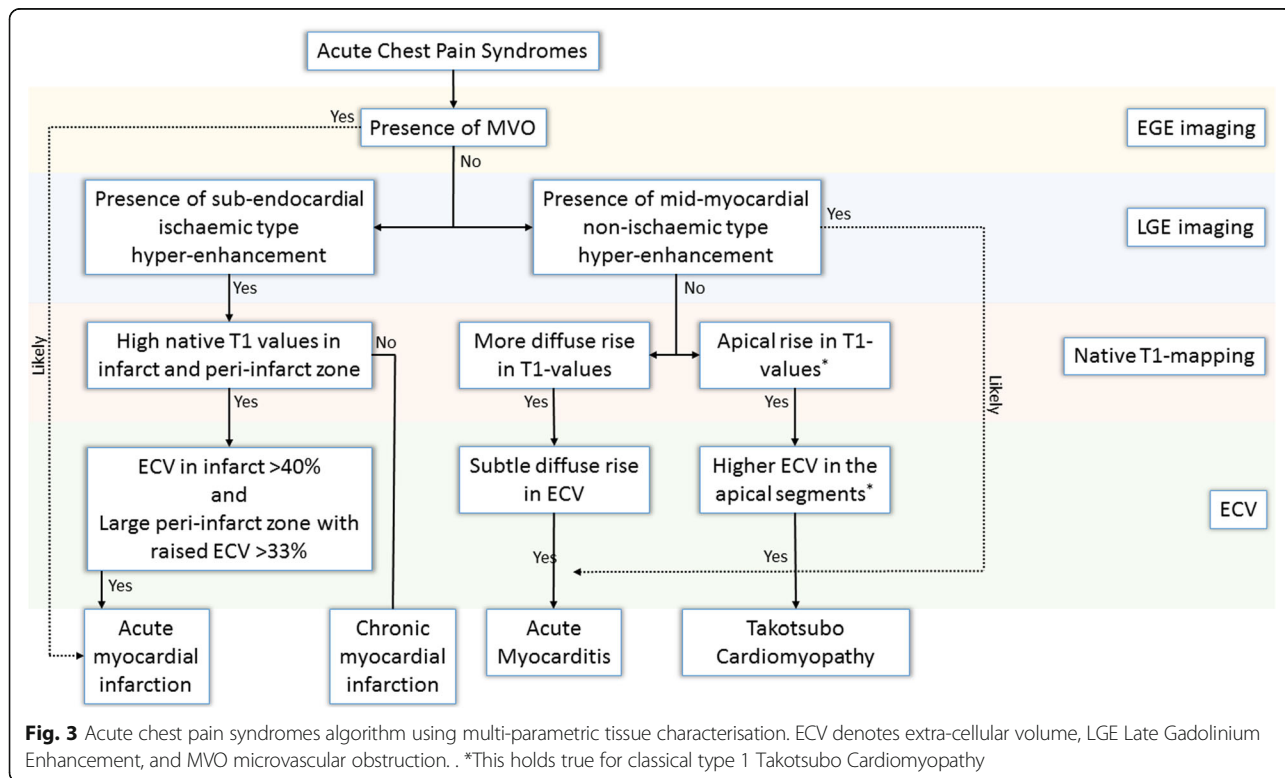 Acute Chest Pain Syndromes
Yes
Presence of MVO
EGE imaging
No
Presence of sub-endocardial
ischaemic type
hyper-enhancement
Presence of mid-myocardial
non-ischaemic type
hyper-enhancement
Yes
LGE imaging
Yes
No
Likely
High native T1 values in
infarct and peri-infarct zone
No
More diffuse rise
in T1-values
Apical rise in T1-
values*
Likely
Native T1-mapping
Yes
Yes
Yes
ECV in infarct >40%
and
Large peri-infarct zone with
raised ECV >33%
Subtle diffuse rise
in ECV
Higher ECV in the
apical segments*
ECV
Yes
Yes
Yes
Acute
myocardial
infarction
Chronic
myocardial
infarction
Acute
Myocarditis
Takotsubo
Cardiomyopathy
Fig. 3 Acute chest pain syndromes algorithm using multi-parametric tissue characterisation. ECV denotes extra-cellular volume, LGE Late Gadolinium
Enhancement, and MVO microvascular obstruction. . *This holds true for classical type 1 Takotsubo Cardiomyopathy